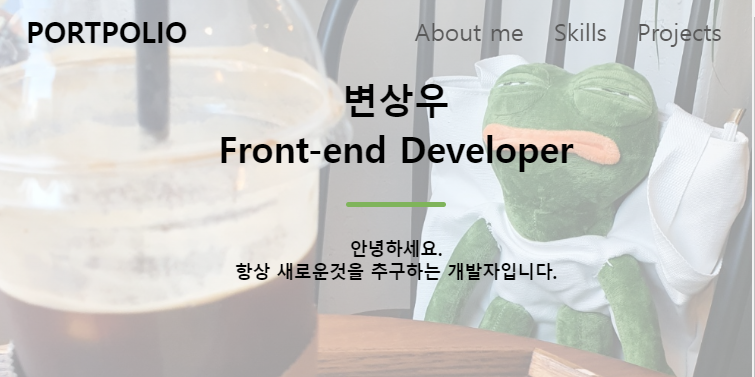 PORTPOLIO
About me Skills Projects
변상우
Front-end Developer
안녕하세요.
항상 새로운것을 추구하는 개발자입니다.